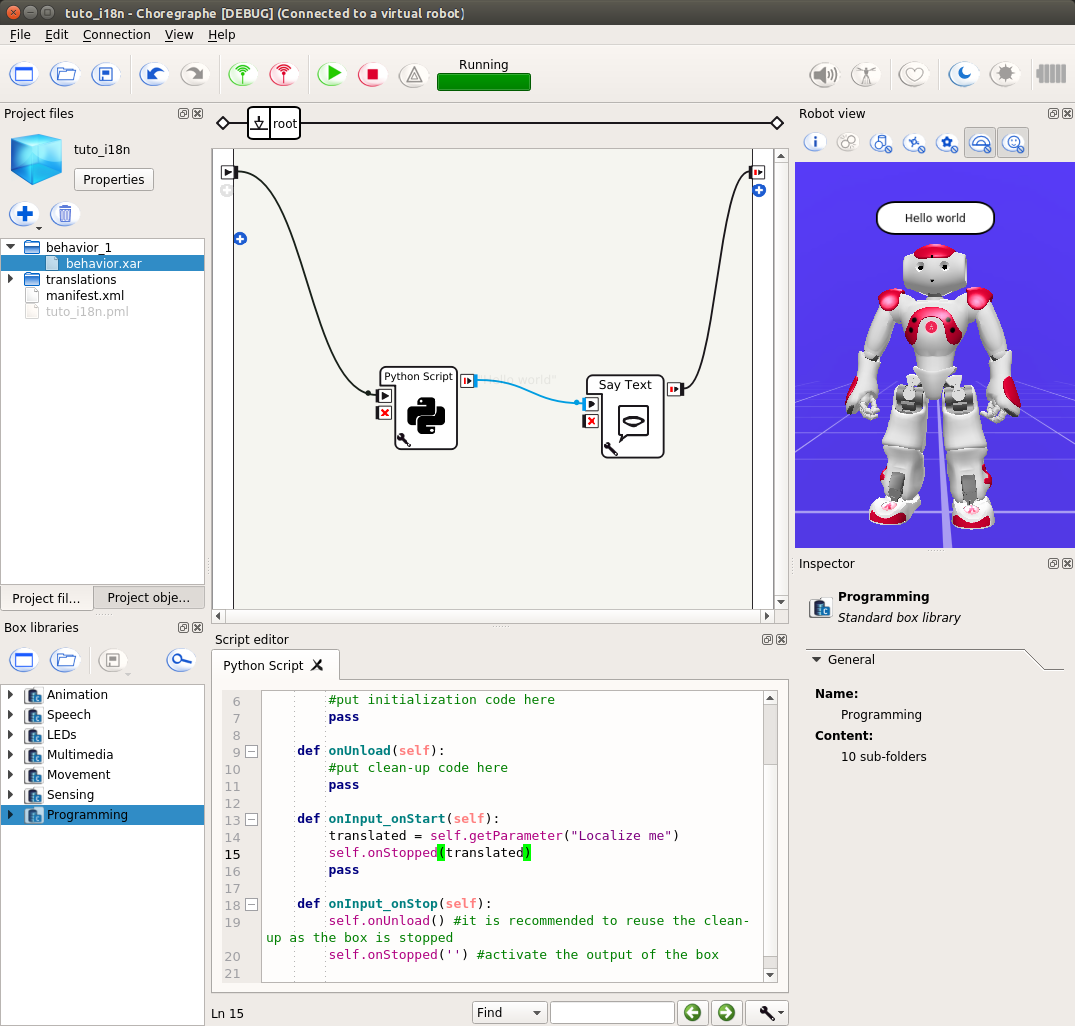 tuto_i18n - Choregraphe [DEBUG] (Connected to a virtual robot)
File Edit Connection View Help
Running
Project files
tuto_i18n
Properties
behavior_1
behavior.xar
translations
manifest.xml
tuto_i18n.pml
Project fil...
Project obje...
Box libraries
Animation
Speech
LEDs
Multimedia
Movement
Sensing
Programming
root
Python Script
"Hello world"
Say Text
Script editor
Python Script
6 #put initialization code here
7 pass
8
9 def onUnload(self):
10 #put clean-up code here
11 pass
12
13 def onInput_onStart(self):
14 translated = self.getParameter("Localize me")
15 self.onStopped(translated)
16 pass
17
18 def onInput_onStop(self):
19 self.onUnload() #it is recommended to reuse the clean-
up as the box is stopped
20 self.onStopped('') #activate the output of the box
21
Ln 15
Find
Robot view
Hello world
Inspector
Programming
Standard box library
General
Name:
Programming
Content:
10 sub-folders